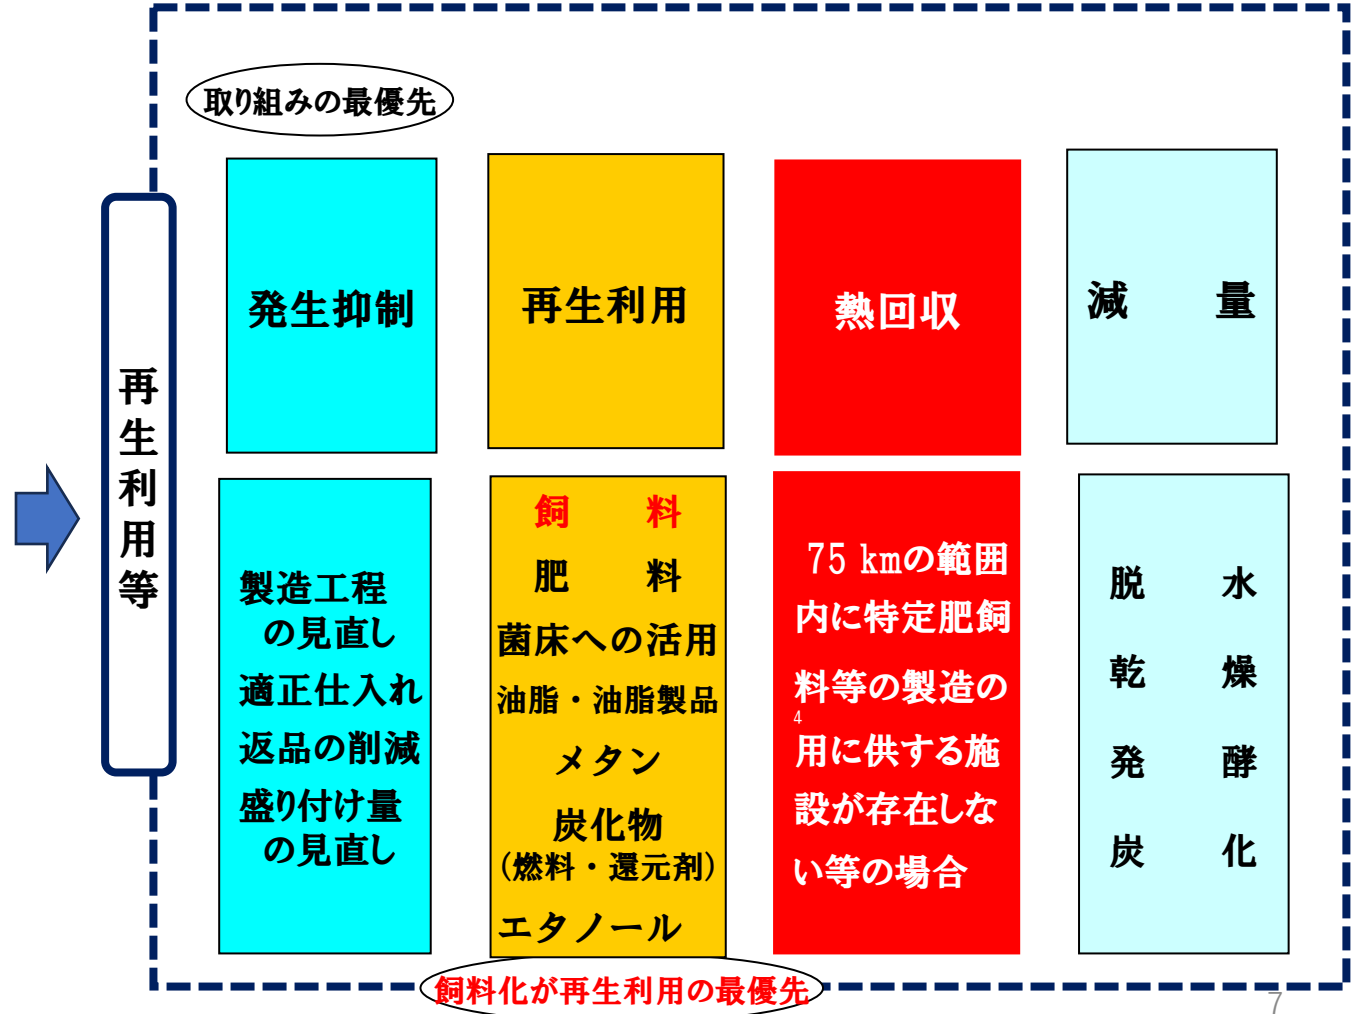 取り組みの最優先
再生利用等
発生抑制
製造工程
の見直し
適正仕入れ
返品の削減
盛り付け量
の見直し
再生利用
飼　料
肥　料
菌床への活用
油脂・油脂製品
メタン
炭化物
(燃料・還元剤)
エタノール
熱回収
75 kmの範囲
内に特定肥飼
料等の製造の
4
用に供する施
設が存在しな
い等の場合
減　量
脱　水
乾　燥
発　酵
炭　化
飼料化が再生利用の最優先
7